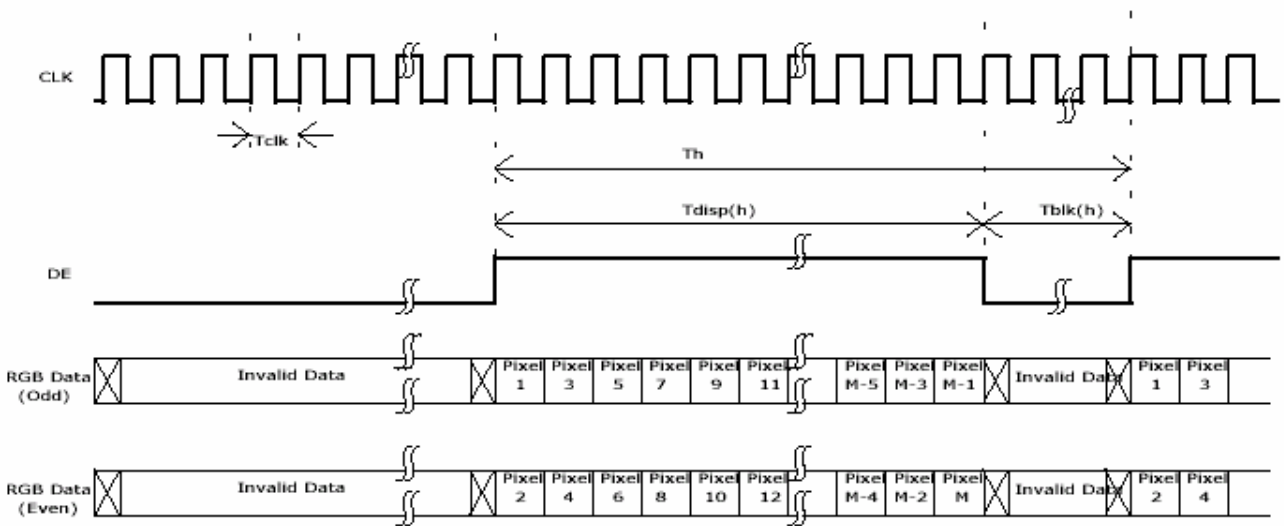 CLK
Tclk
Th
Tdisp(h) Tblk(h)
DE
RGB Data
(Odd)
Invalid Data
Pixel 1
Pixel 3
Pixel 5
Pixel 7
Pixel 9
Pixel 11
Pixel M-5
Pixel M-3
Pixel M-1
Invalid Data
Pixel 1
Pixel 3
RGB Data
(Even)
Invalid Data
Pixel 2
Pixel 4
Pixel 6
Pixel 8
Pixel 10
Pixel 12
Pixel M-4
Pixel M-2
Pixel M
Invalid Data
Pixel 2
Pixel 4